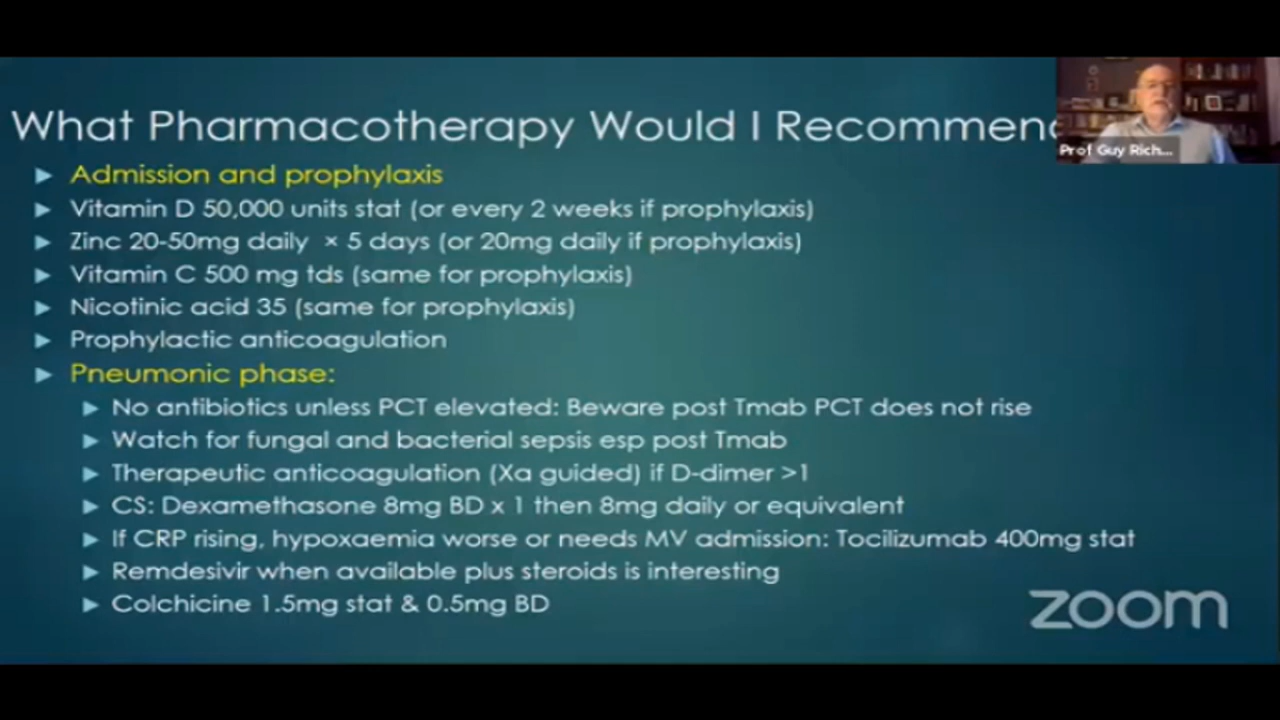 What Pharmacotherapy Would I Recommend
Prof Guy Rich...
Admission and prophylaxis
Vitamin D 50,000 units stat (or every 2 weeks if prophylaxis)
Zinc 20-50mg daily × 5 days (or 20mg daily if prophylaxis)
Vitamin C 500 mg tds (same for prophylaxis)
Nicotinic acid 35 (same for prophylaxis)
Prophylactic anticoagulation
Pneumonic phase:
No antibiotics unless PCT elevated: Beware post Tmab PCT does not rise
Watch for fungal and bacterial sepsis esp post Tmab
Therapeutic anticoagulation (Xa guided) if D-dimer >1
CS: Dexamethasone 8mg BD x 1 then 8mg daily or equivalent
If CRP rising, hypoxaemia worse or needs MV admission: Tocilizumab 400mg stat
Remdesivir when available plus steroids is interesting
Colchicine 1.5mg stat & 0.5mg BD
zoom